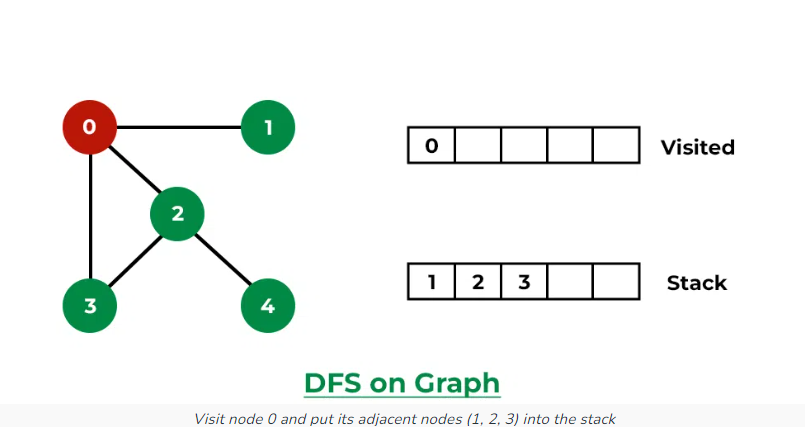 0
1
2
3
4
0
Visited
1 2 3
Stack
DFS on Graph
Visit node 0 and put its adjacent nodes (1, 2, 3) into the stack